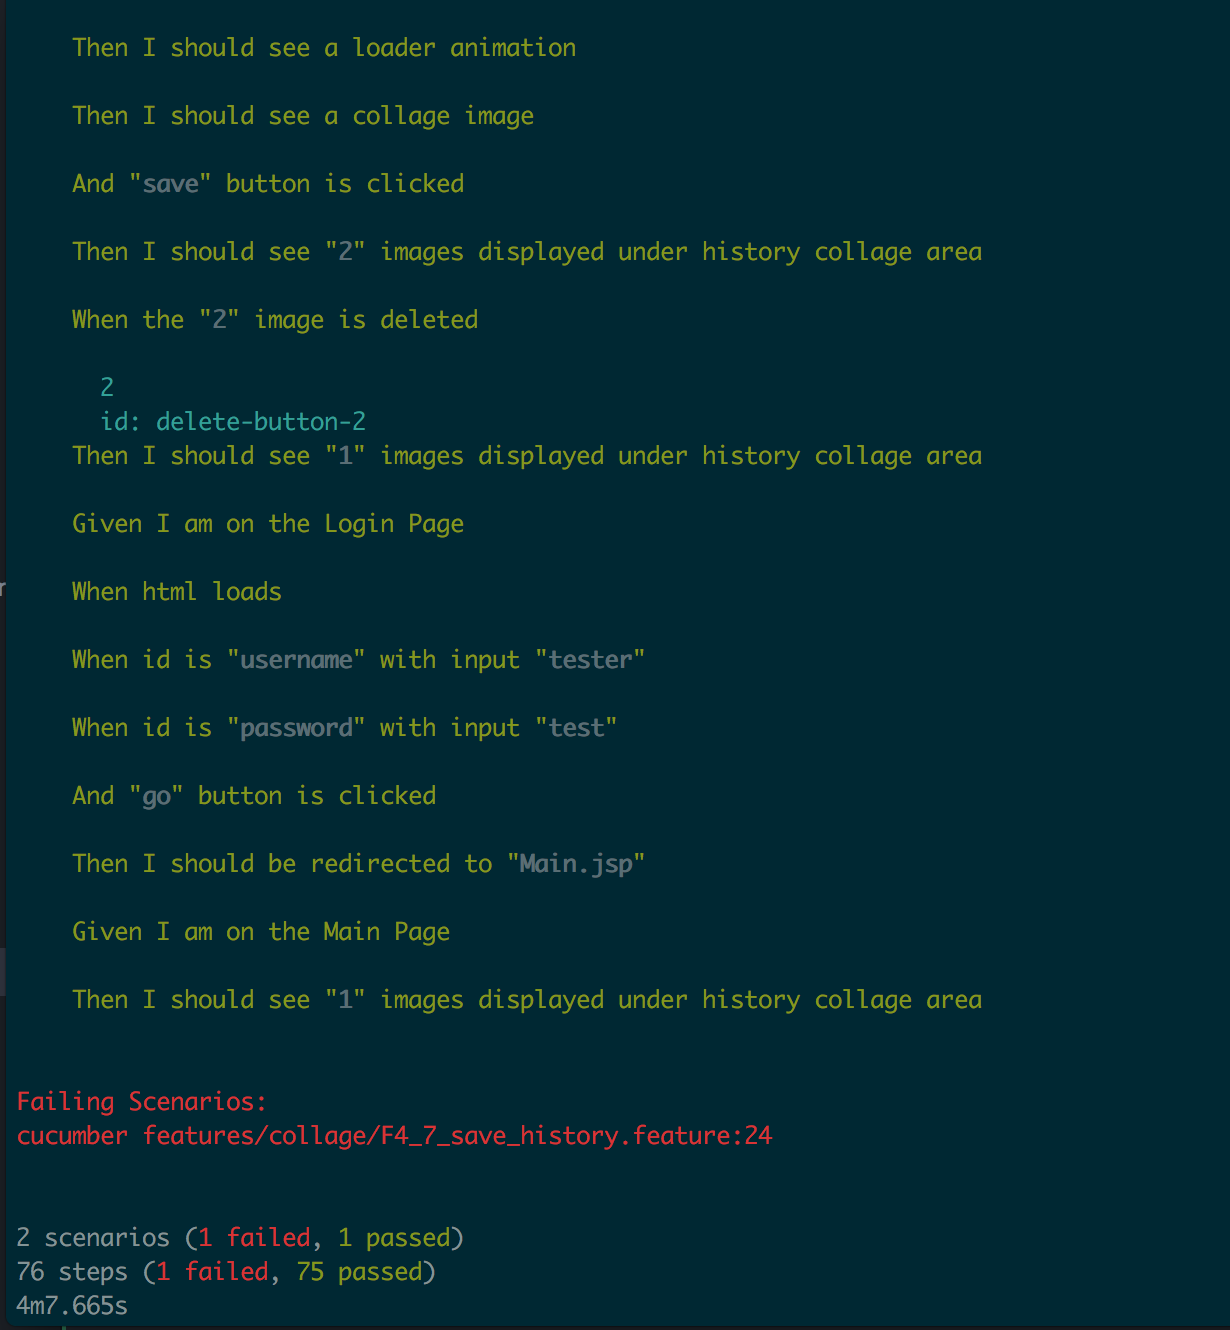 Then I should see a loader animation
Then I should see a collage image
And "save" button is clicked
Then I should see "2" images displayed under history collage area
When the "2" image is deleted
2
id: delete-button-2
Then I should see "1" images displayed under history collage area
Given I am on the Login Page
When html loads
When id is "username" with input "tester"
When id is "password" with input "test"
And "go" button is clicked
Then I should be redirected to "Main.jsp"
Given I am on the Main Page
Then I should see "1" images displayed under history collage area
Failing Scenarios:
cucumber features/collage/F4_7_save_history.feature:24
2 scenarios (1 failed, 1 passed)
76 steps (1 failed, 75 passed)
4m7.665s